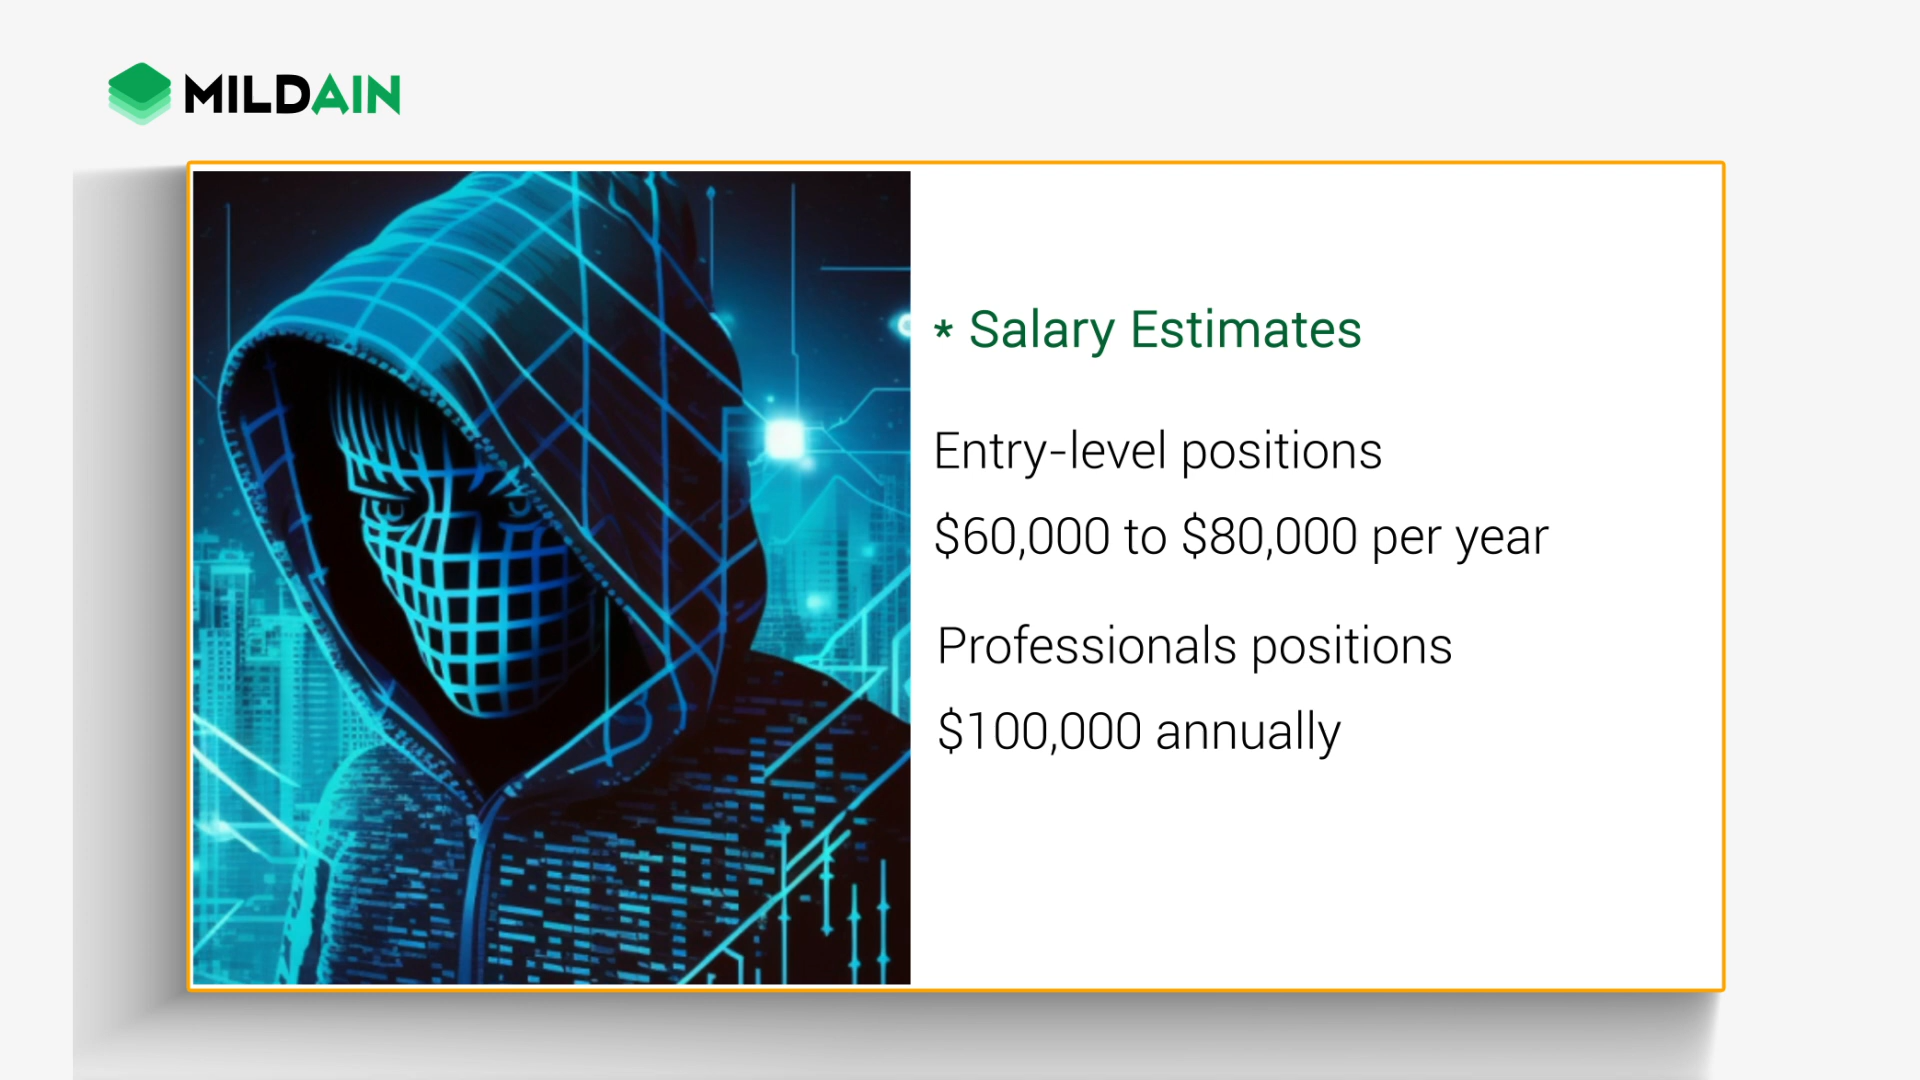 MILDAIN
* Salary Estimates
Entry-level positions
$60,000 to $80,000 per year
Professionals positions
$100,000 annually